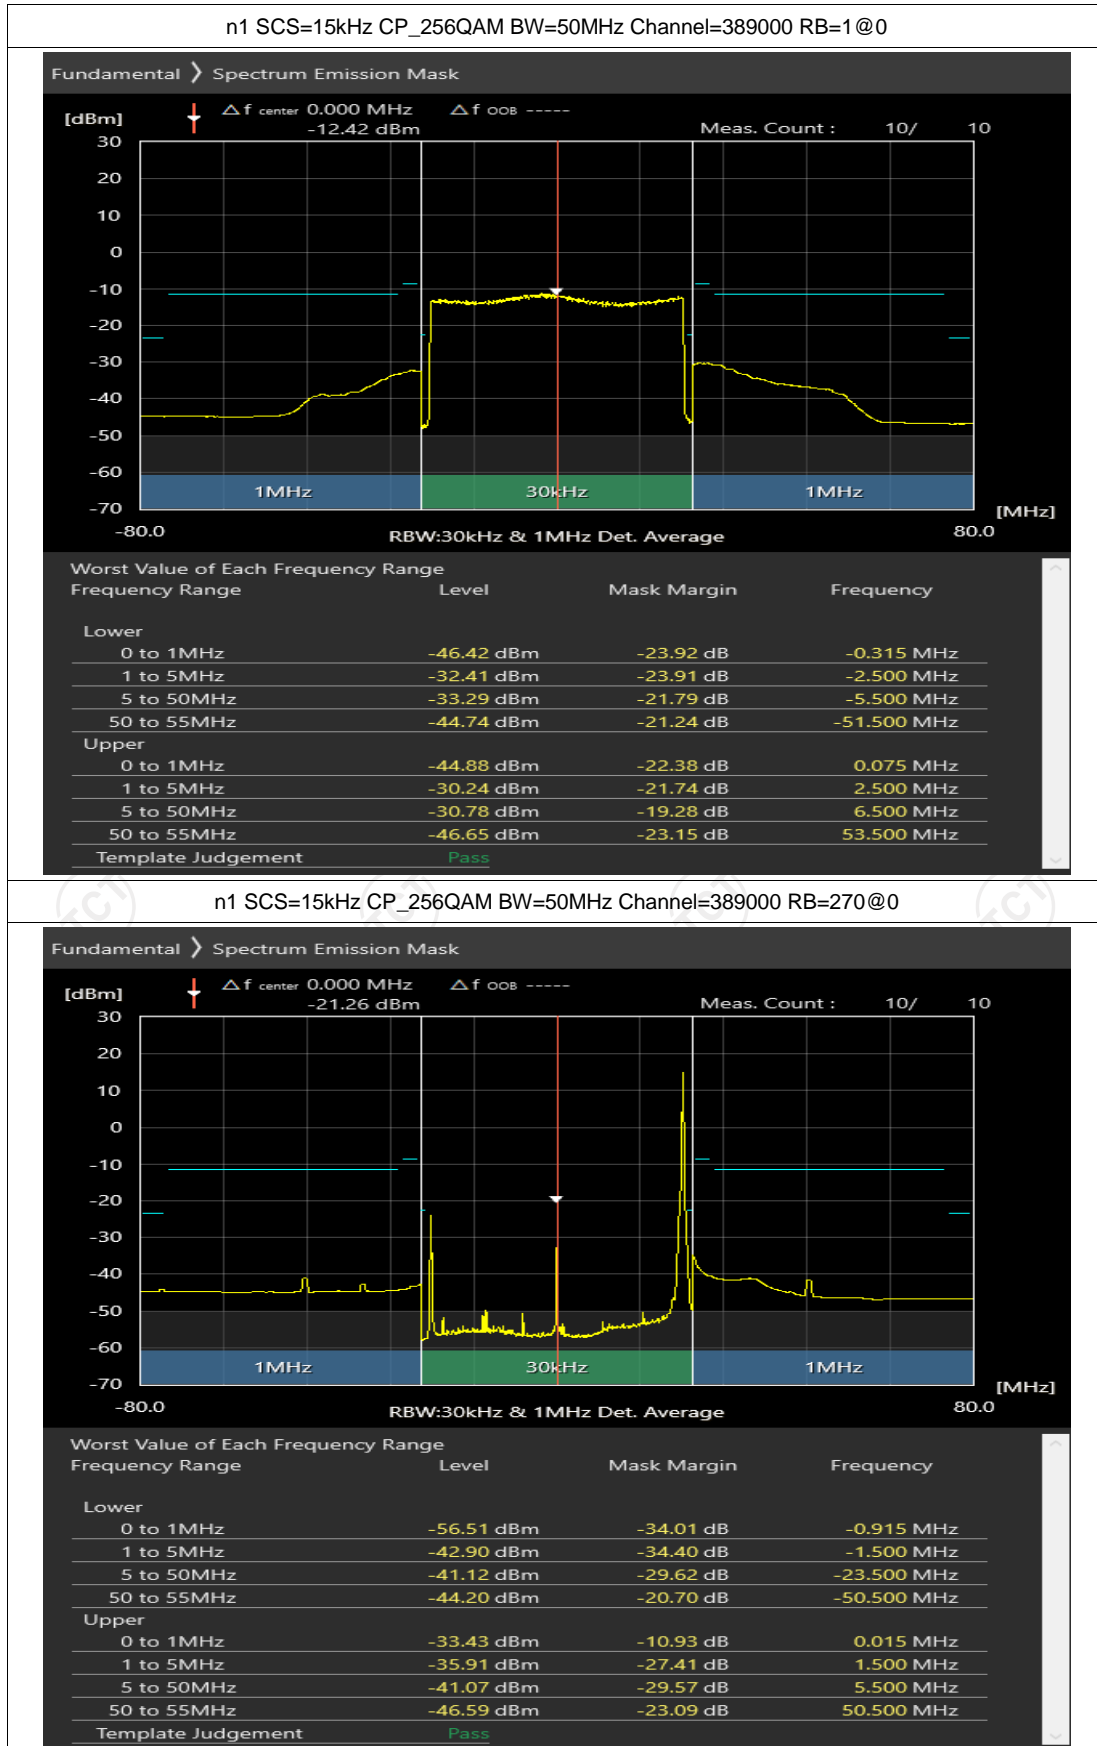 n1 SCS=15kHz CP_256QAM BW=50MHz Channel=389000 RB=1@0
Fundamental ❯ Spectrum Emission Mask
[dBm] △f center 0.000 MHz △f OOB -----
-12.42 dBm Meas. Count : 10/ 10
30
20
10
0
-10
-20
-30
-40
-50
-60
1MHz 30kHz 1MHz
-70 [MHz]
-80.0 RBW:30kHz & 1MHz Det. Average 80.0
Worst Value of Each Frequency Range
Frequency Range Level Mask Margin Frequency
Lower
0 to 1MHz -46.42 dBm -23.92 dB -0.315 MHz
1 to 5MHz -32.41 dBm -23.91 dB -2.500 MHz
5 to 50MHz -33.29 dBm -21.79 dB -5.500 MHz
50 to 55MHz -44.74 dBm -21.24 dB -51.500 MHz
Upper
0 to 1MHz -44.88 dBm -22.38 dB 0.075 MHz
1 to 5MHz -30.24 dBm -21.74 dB 2.500 MHz
5 to 50MHz -30.78 dBm -19.28 dB 6.500 MHz
50 to 55MHz -46.65 dBm -23.15 dB 53.500 MHz
Template Judgement Pass
TCT TCT TCT TCT
n1 SCS=15kHz CP_256QAM BW=50MHz Channel=389000 RB=270@0
Fundamental ❯ Spectrum Emission Mask
[dBm] △f center 0.000 MHz △f OOB -----
-21.26 dBm Meas. Count : 10/ 10
30
20
10
0
-10
-20
-30
-40
-50
-60
1MHz 30kHz 1MHz
-70 [MHz]
-80.0 RBW:30kHz & 1MHz Det. Average 80.0
Worst Value of Each Frequency Range
Frequency Range Level Mask Margin Frequency
Lower
0 to 1MHz -56.51 dBm -34.01 dB -0.915 MHz
1 to 5MHz -42.90 dBm -34.40 dB -1.500 MHz
5 to 50MHz -41.12 dBm -29.62 dB -23.500 MHz
50 to 55MHz -44.20 dBm -20.70 dB -50.500 MHz
Upper
0 to 1MHz -33.43 dBm -10.93 dB 0.015 MHz
1 to 5MHz -35.91 dBm -27.41 dB 1.500 MHz
5 to 50MHz -41.07 dBm -29.57 dB 5.500 MHz
50 to 55MHz -46.59 dBm -23.09 dB 50.500 MHz
Template Judgement Pass